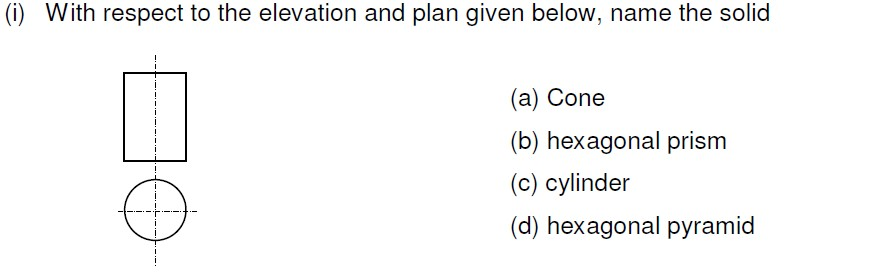 (i) With respect to the elevation and plan given below, name the solid
(a) Cone
(b) hexagonal prism
(c) cylinder
(d) hexagonal pyramid